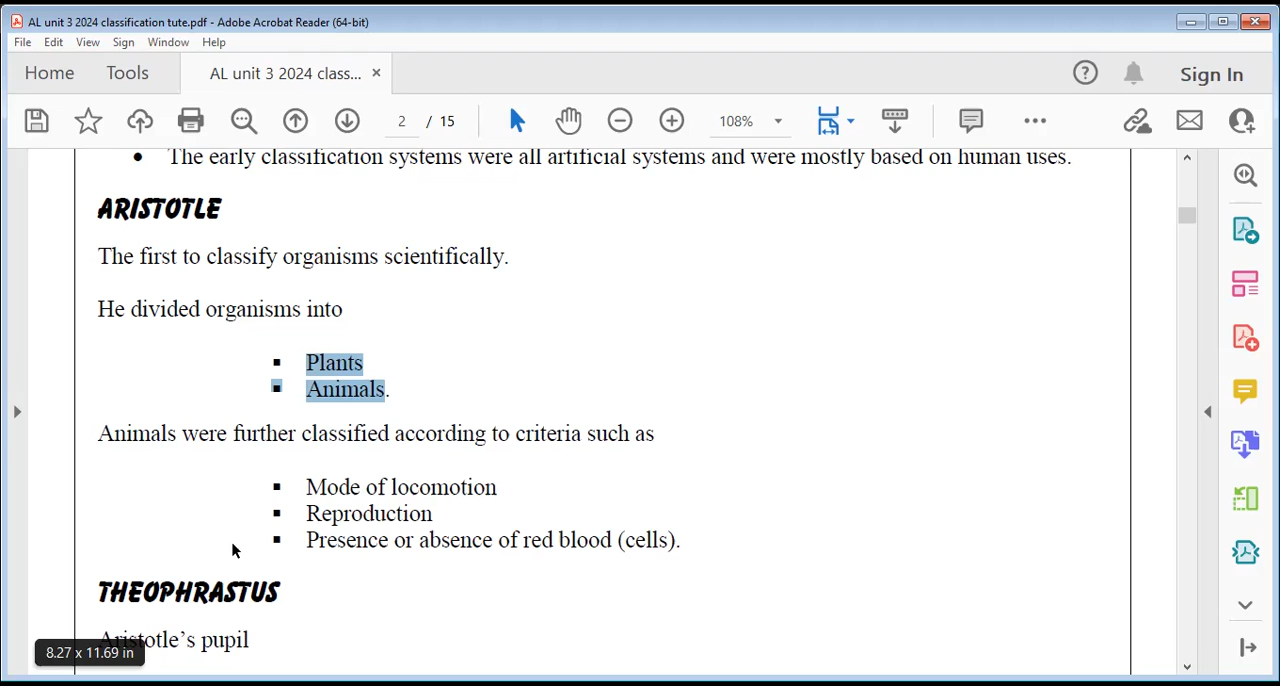 AL unit 3 2024 classification tute.pdf - Adobe Acrobat Reader (64-bit)
File Edit View Sign Window Help
Home Tools AL unit 3 2024 class... × Sign In
2 / 15 108%
• The early classification systems were all artificial systems and were mostly based on human uses.
ARISTOTLE
The first to classify organisms scientifically.
He divided organisms into
▪ Plants
▪ Animals.
Animals were further classified according to criteria such as
▪ Mode of locomotion
▪ Reproduction
▪ Presence or absence of red blood (cells).
THEOPHRASTUS
Aristotle's pupil
8.27 x 11.69 in